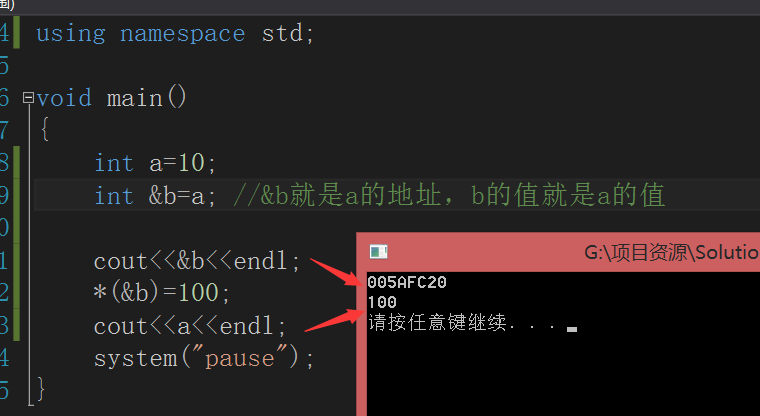 围)
4 using namespace std;
5
6 void main()
7 {
8 int a=10;
9 int &b=a; //&b就是a的地址，b的值就是a的值
0
1 cout<<&b<<endl;
2 *(&b)=100;
3 cout<<a<<endl;
4 system("pause");
5 }
G:\项目资源\Solutio
005AFC20
100
请按任意键继续. . .